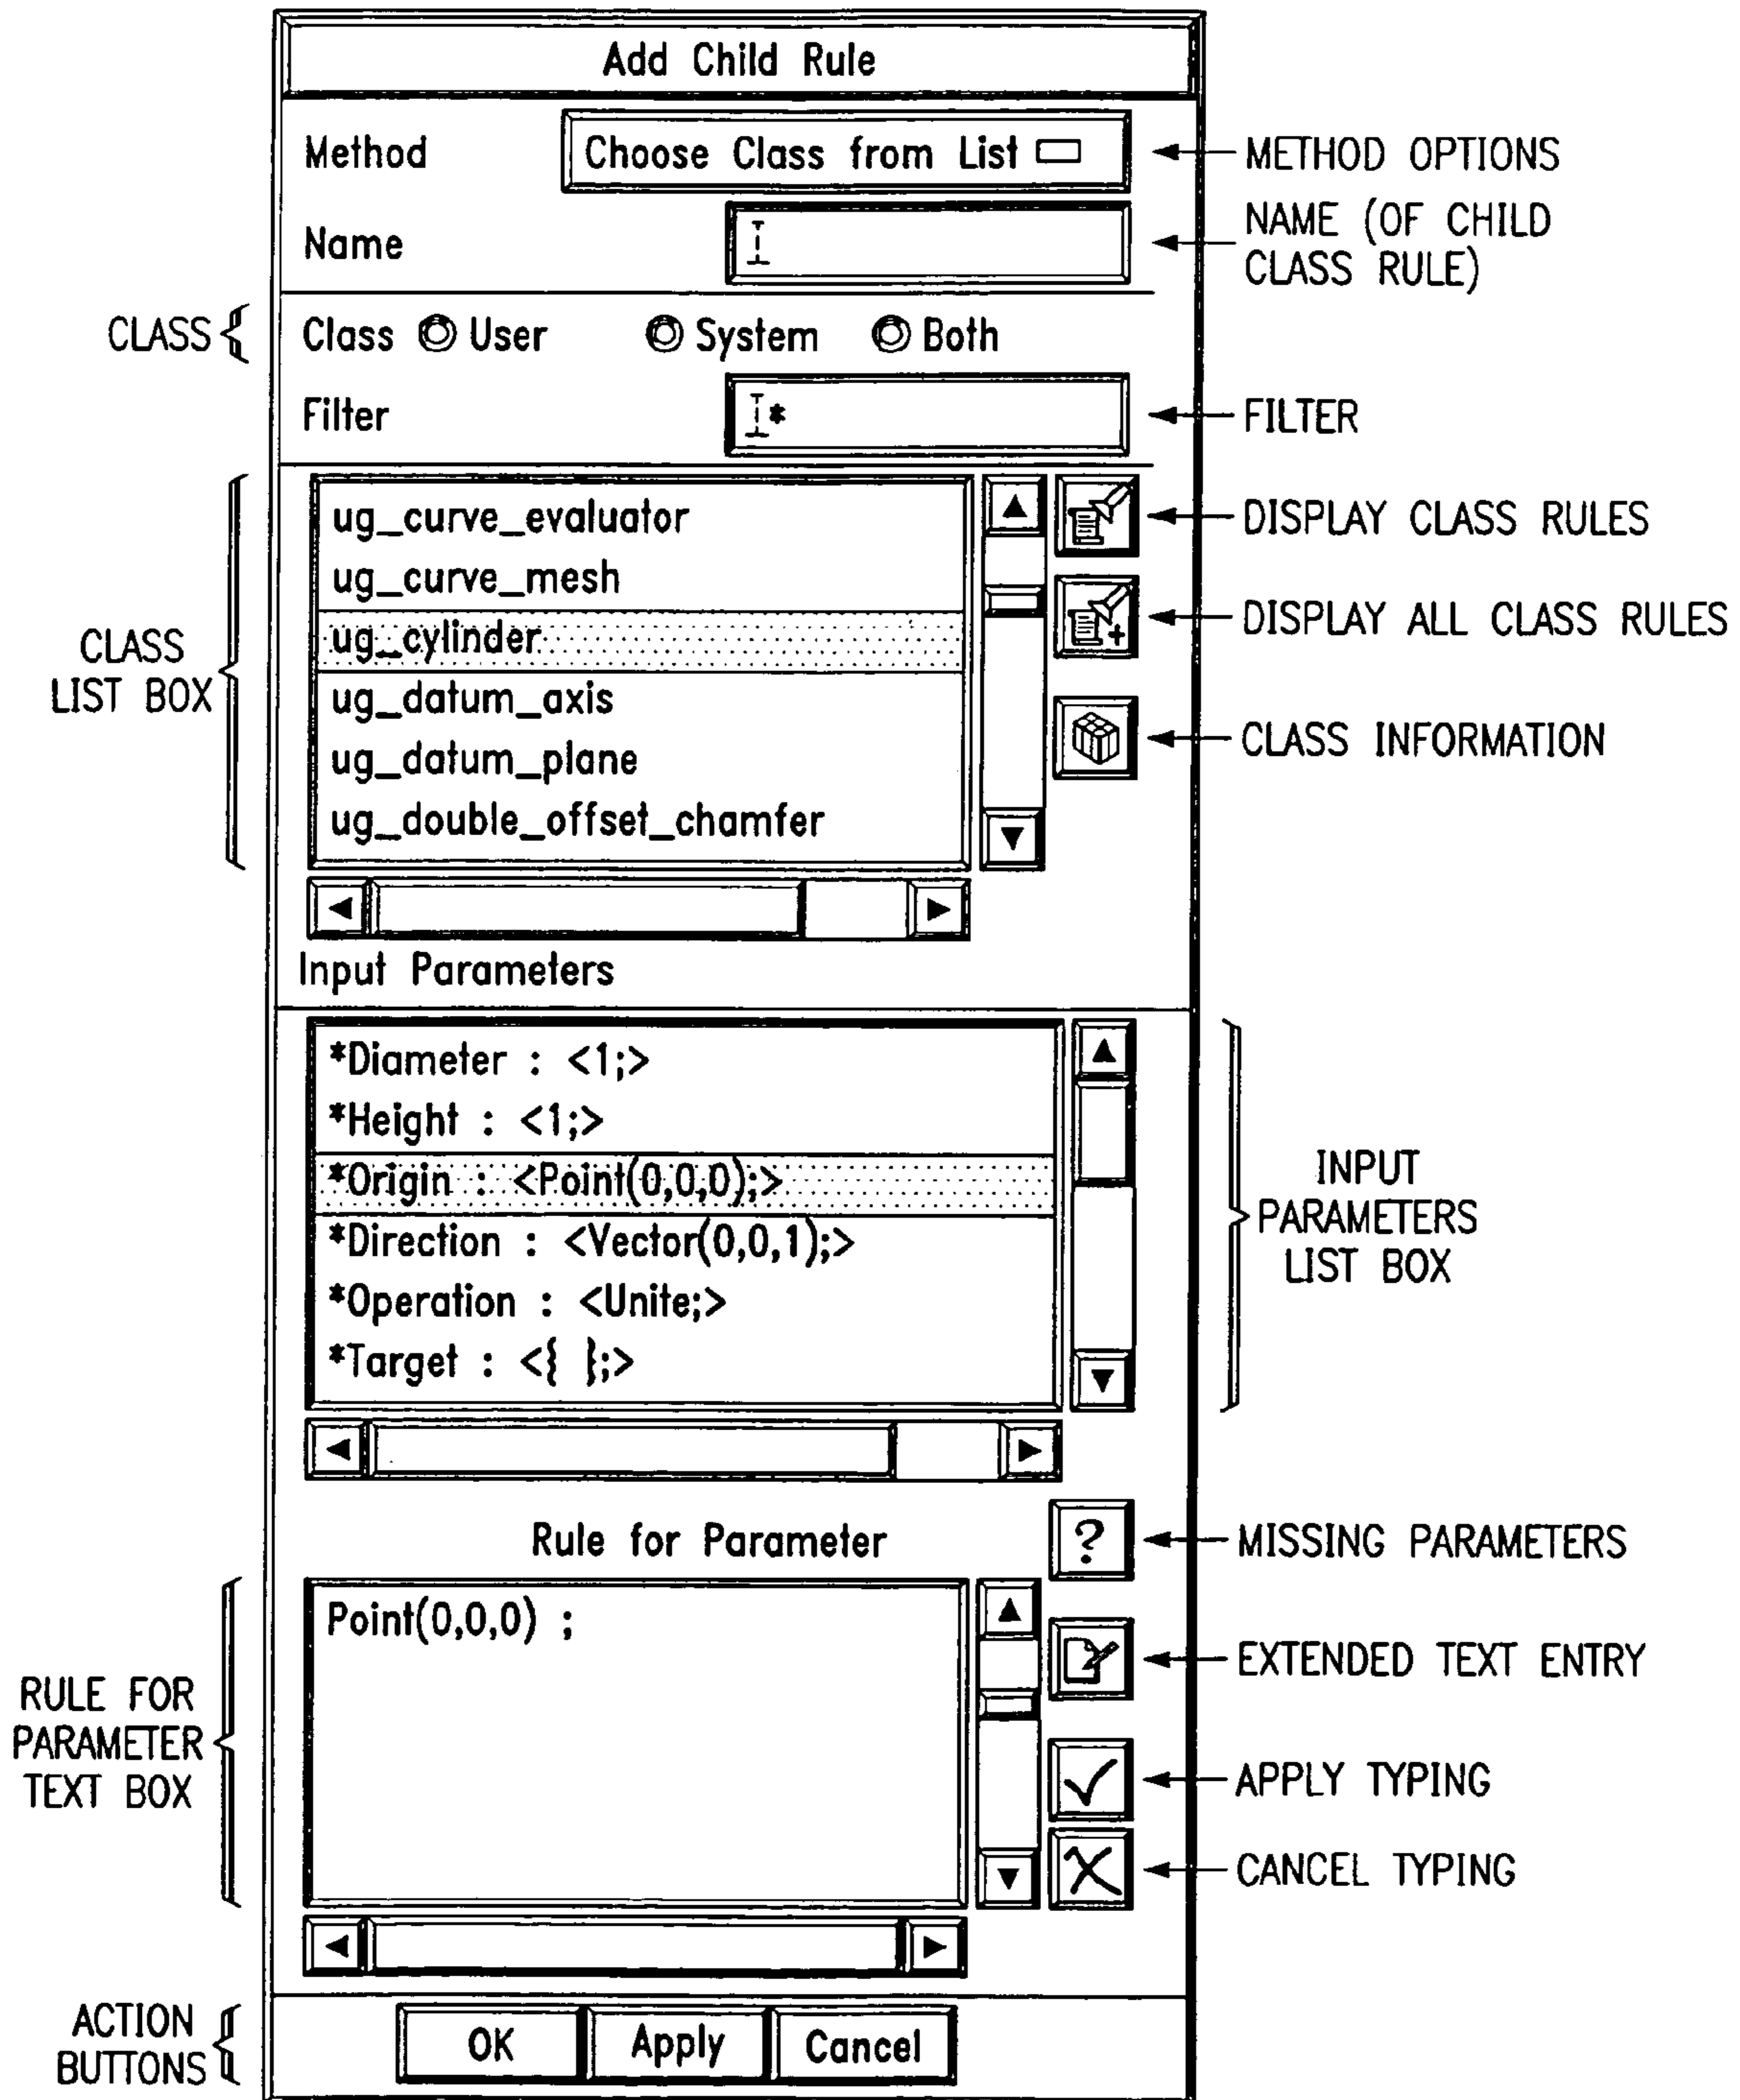 Add Child Rule
Method
Choose Class from List
METHOD OPTIONS
Name
NAME (OF CHILD
CLASS RULE)
CLASS
Class User System Both
Filter
*
FILTER
CLASS
LIST BOX
ug_curve_evaluator
ug_curve_mesh
ug_cylinder
ug_datum_axis
ug_datum_plane
ug_double_offset_chamfer
DISPLAY CLASS RULES
+
DISPLAY ALL CLASS RULES
CLASS INFORMATION
Input Parameters
*Diameter : <1;>
*Height : <1;>
*Origin : <Point(0,0,0);>
*Direction : <Vector(0,0,1);>
*Operation : <Unite;>
*Target : <{ };>
INPUT
PARAMETERS
LIST BOX
Rule for Parameter
?
MISSING PARAMETERS
RULE FOR
PARAMETER
TEXT BOX
Point(0,0,0) ;
EXTENDED TEXT ENTRY
APPLY TYPING
CANCEL TYPING
ACTION
BUTTONS
OK
Apply
Cancel